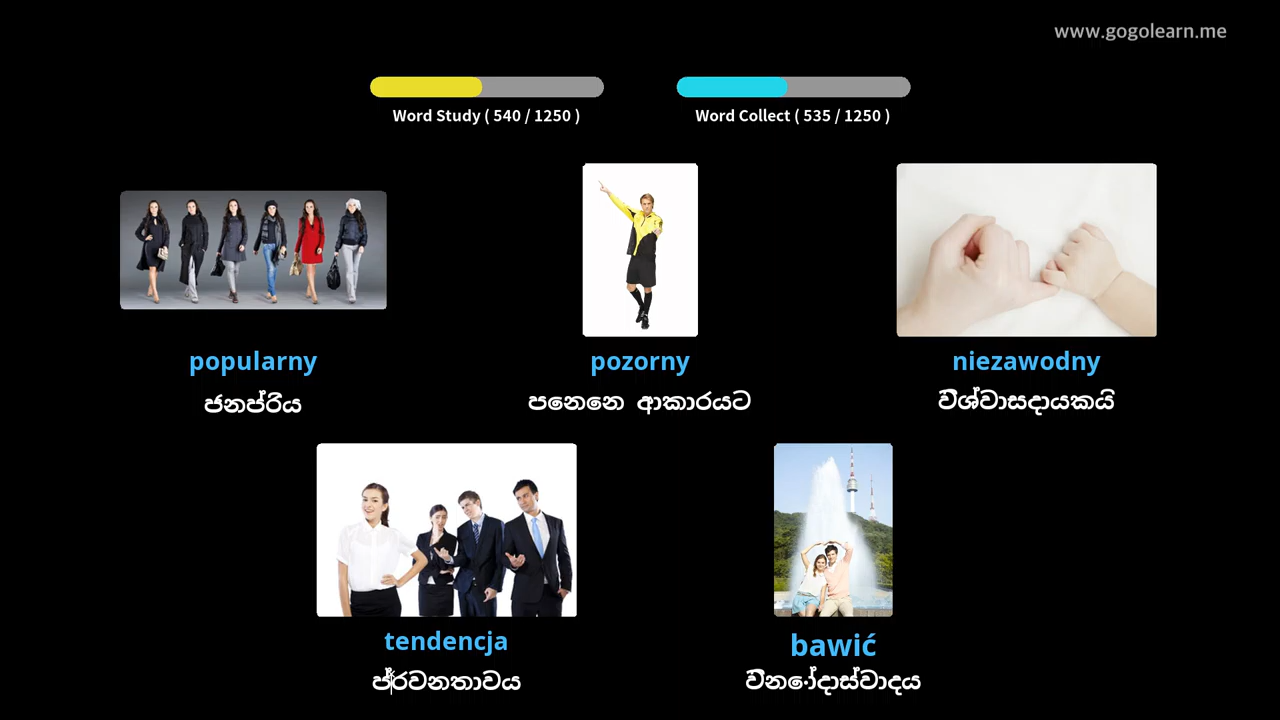 www.gogolearn.me
Word Study ( 540 / 1250 )
Word Collect ( 535 / 1250 )
popularny
pozorny
niezawodny
ජනප්රිය
පනෙනෙ ආකාරයට
විශ්වාසදායකයි
tendencja
bawić
ප්රවනතාවය
විනෝදාස්වාදය